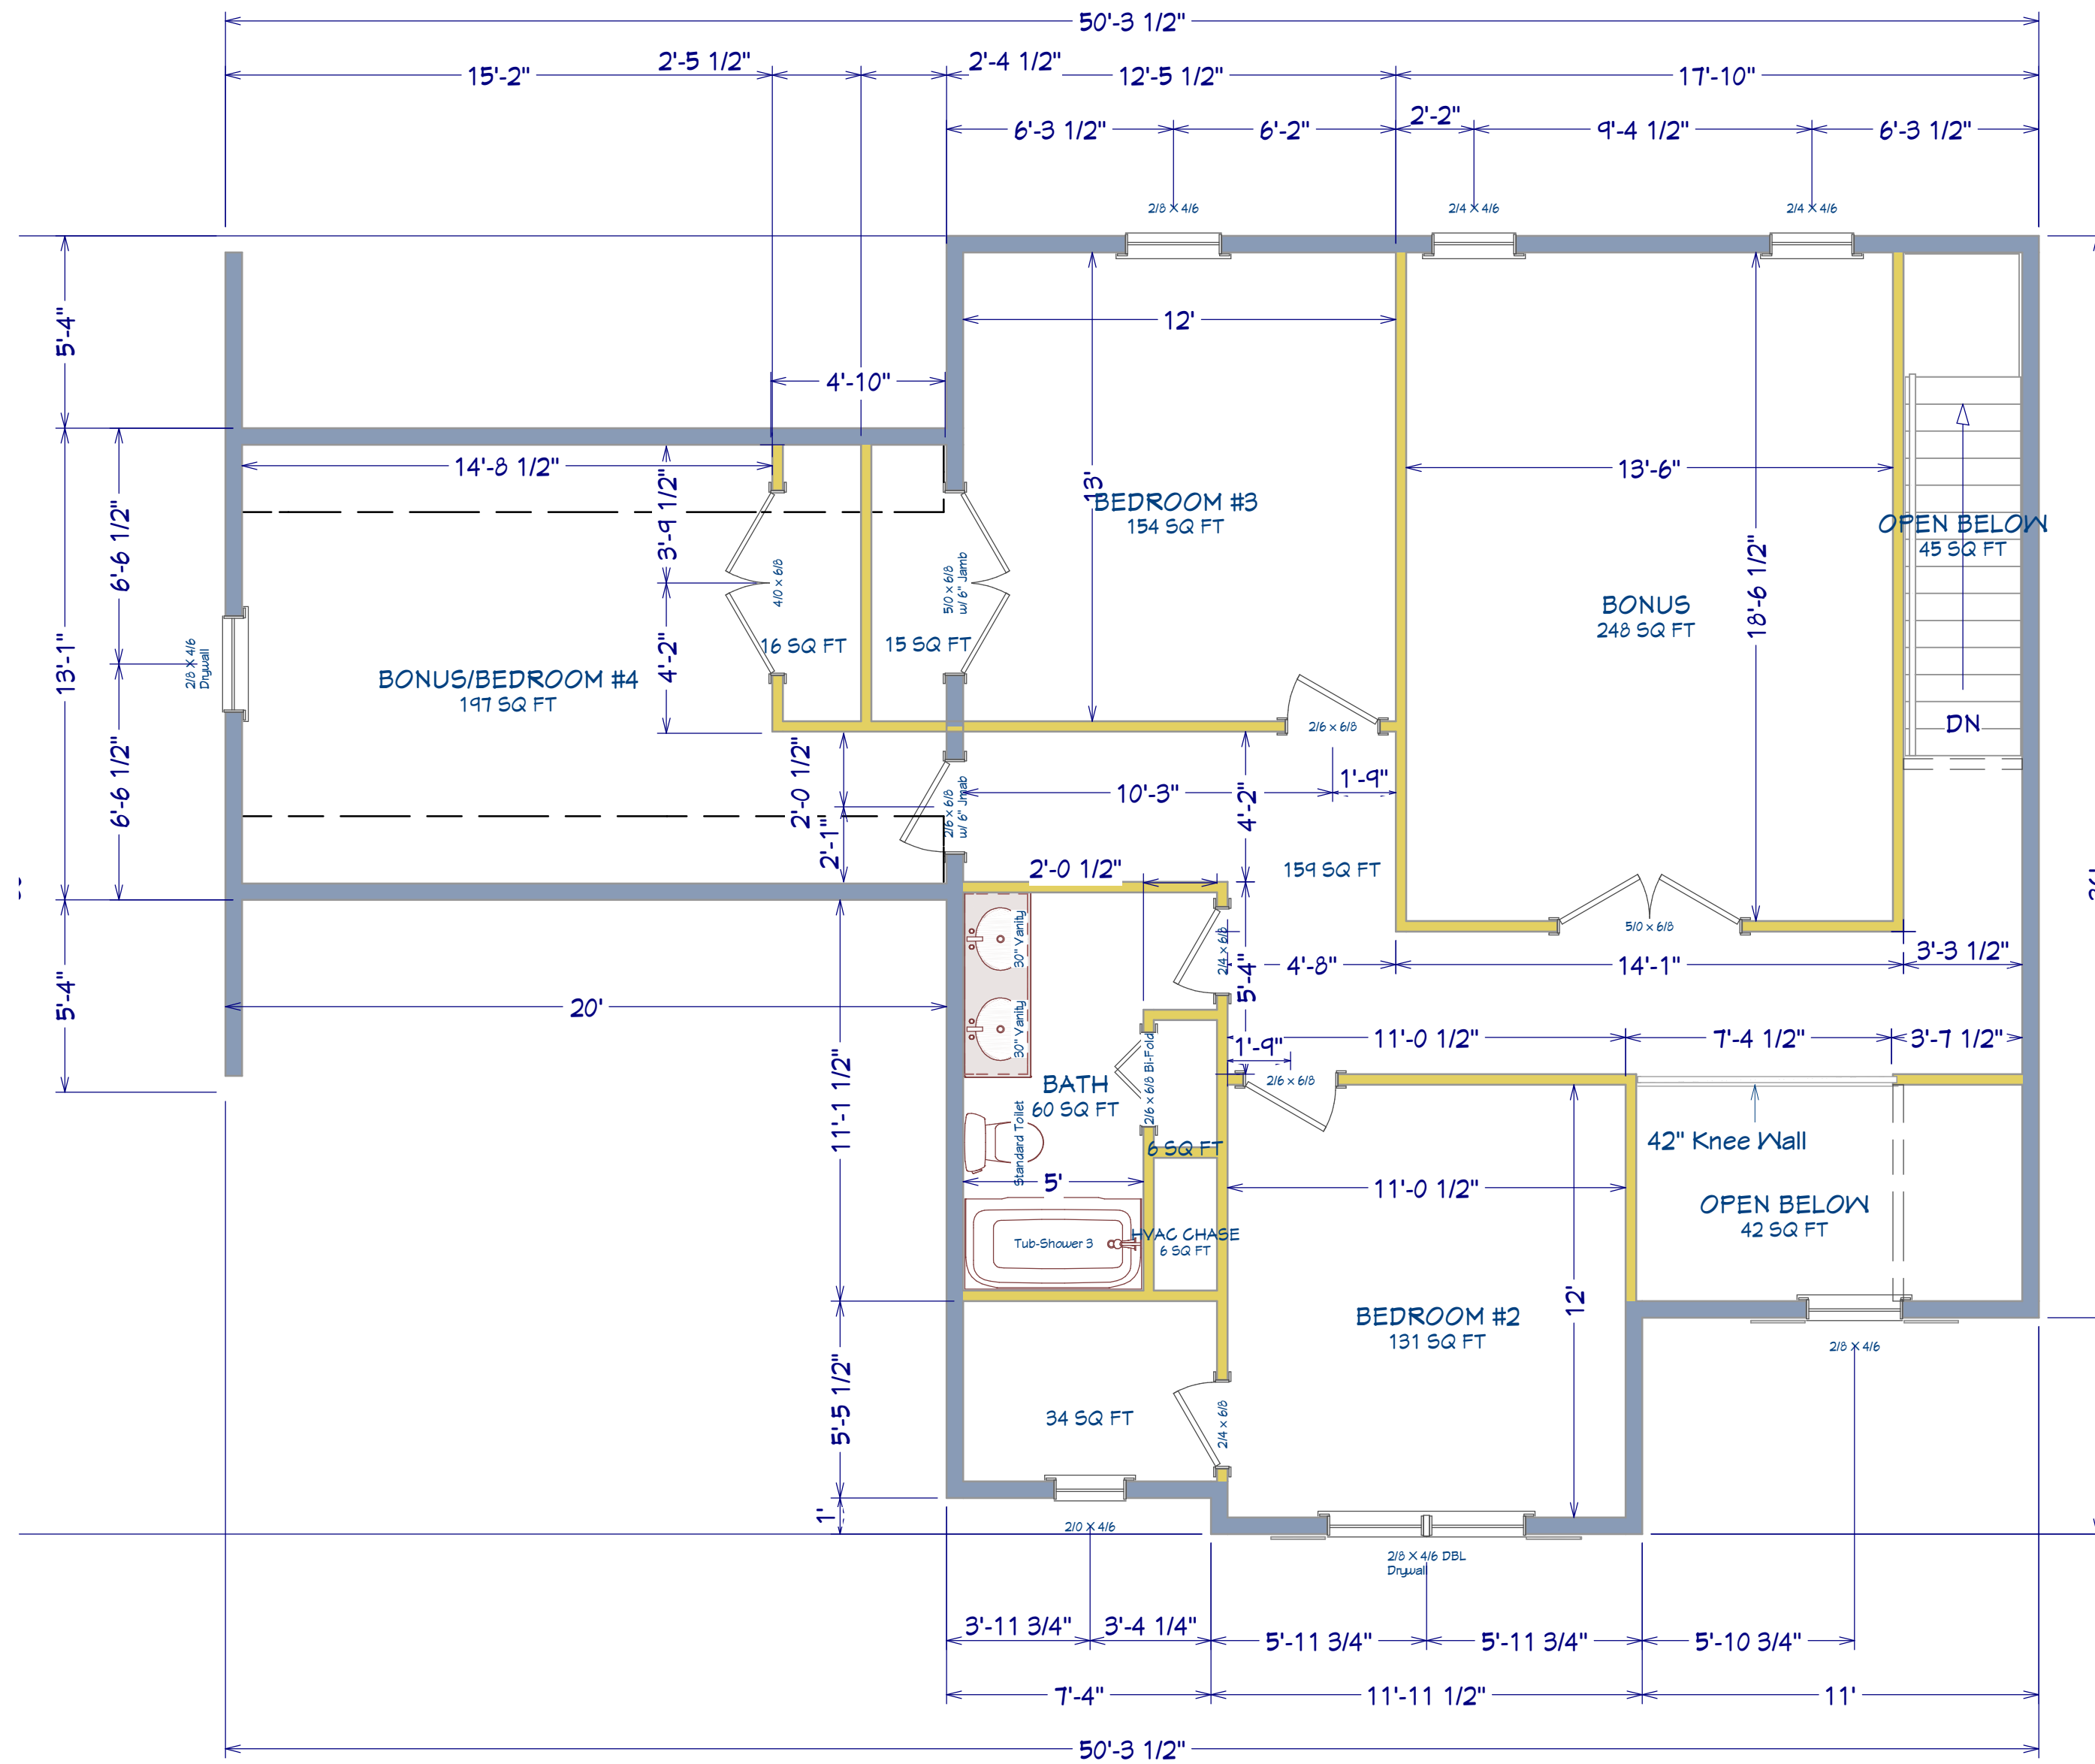 50'-3 1/2"
15'-2"
2'-5 1/2"
2'-4 1/2"
12'-5 1/2"
17'-10"
6'-3 1/2"
6'-2"
2'-2"
9'-4 1/2"
6'-3 1/2"
2/8 X 4/6
2/4 X 4/6
2/4 X 4/6
5'-4"
12'
4'-10"
14'-8 1/2"
13'-6"
3'-9 1/2"
13'
BEDROOM #3
154 SQ FT
OPEN BELOW
45 SQ FT
6'-6 1/2"
4/0 x 6/8
5/0 x 6/8
w/ 6" Jamb
18'-6 1/2"
BONUS
248 SQ FT
13'-1"
2/8 X 4/6
Drywall
4'-2"
16 SQ FT
15 SQ FT
BONUS/BEDROOM #4
197 SQ FT
2/6 x 6/8
DN
6'-6 1/2"
2'-0 1/2"
2'-1"
2/6 x 6/8
w/ 6" Jmab
10'-3"
1'-9"
4'-2"
159 SQ FT
2'-0 1/2"
30" Vanity
2/4 x 6/8
5'-4"
4'-8"
5/0 x 6/8
14'-1"
3'-3 1/2"
5'-4"
20'
30" Vanity
1'-9"
11'-0 1/2"
7'-4 1/2"
3'-7 1/2"
11'-1 1/2"
BATH
60 SQ FT
2/6 x 6/8 Bi-Fold
2/6 x 6/8
Standard Toilet
6 SQ FT
42" Knee Wall
5'
11'-0 1/2"
OPEN BELOW
42 SQ FT
Tub-Shower 3
HVAC CHASE
6 SQ FT
12'
BEDROOM #2
131 SQ FT
2/8 X 4/6
5'-5 1/2"
34 SQ FT
2/4 x 6/8
1'
2/0 X 4/6
2/8 X 4/6 DBL
Drywall
3'-11 3/4"
3'-4 1/4"
5'-11 3/4"
5'-11 3/4"
5'-10 3/4"
7'-4"
11'-11 1/2"
11'
50'-3 1/2"